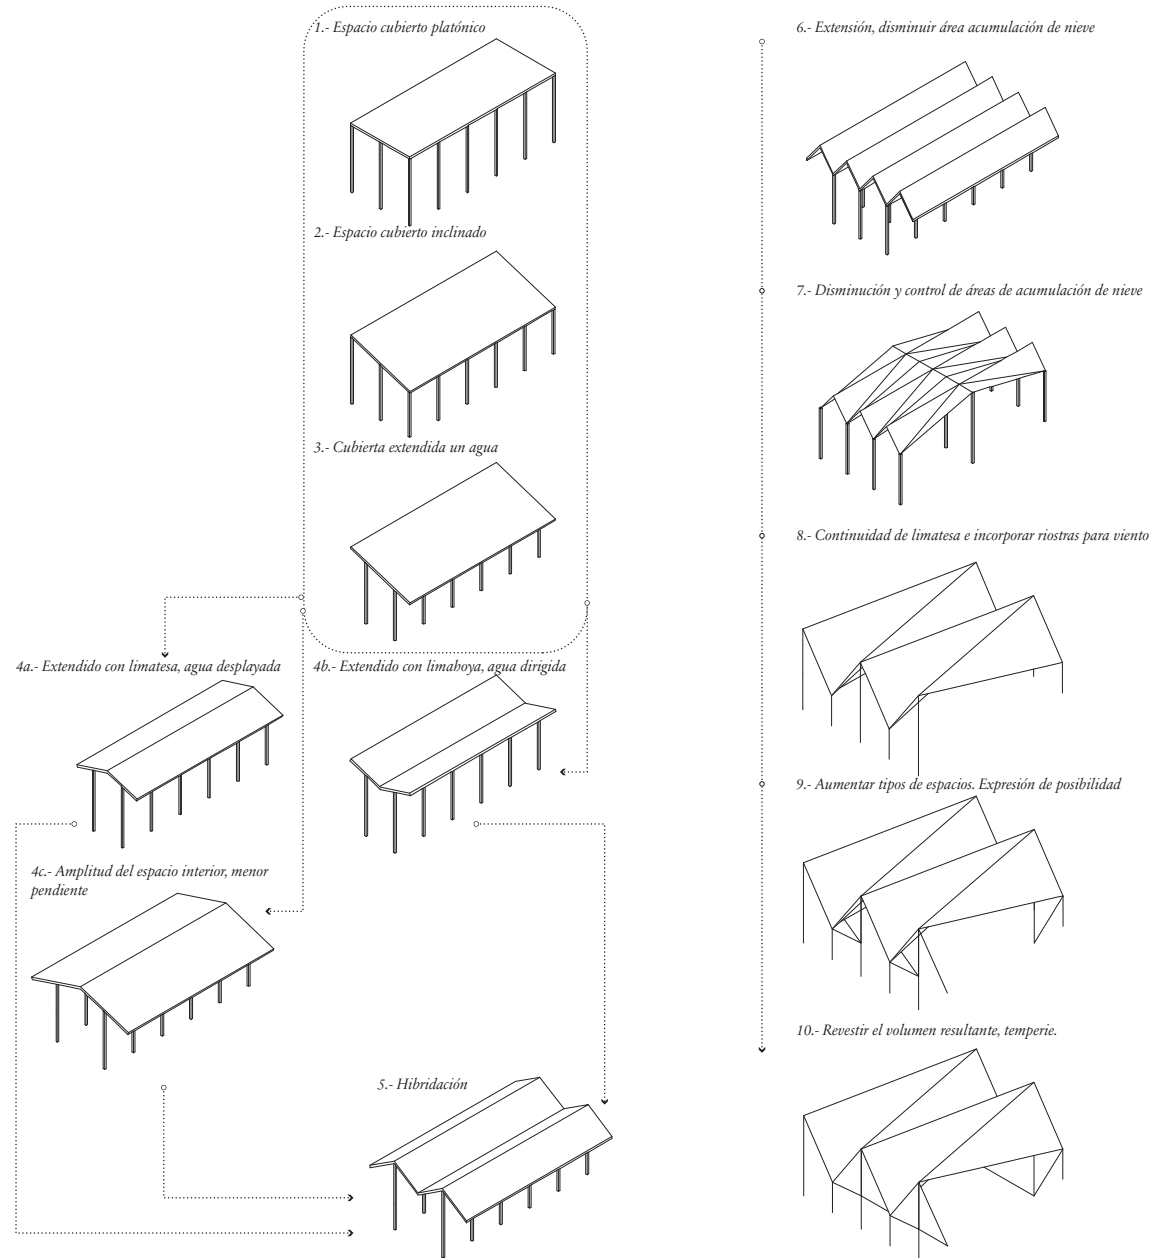 1.- Espacio cubierto platónico
2.- Espacio cubierto inclinado
3.- Cubierta extendida un agua
4a.- Extendido con limatesa, agua desplayada
4b.- Extendido con limahoya, agua dirigida
4c.- Amplitud del espacio interior, menor
pendiente
5.- Hibridación
6.- Extensión, disminuir área acumulación de nieve
7.- Disminución y control de áreas de acumulación de nieve
8.- Continuidad de limatesa e incorporar riostras para viento
9.- Aumentar tipos de espacios. Expresión de posibilidad
10.- Revestir el volumen resultante, temperie.